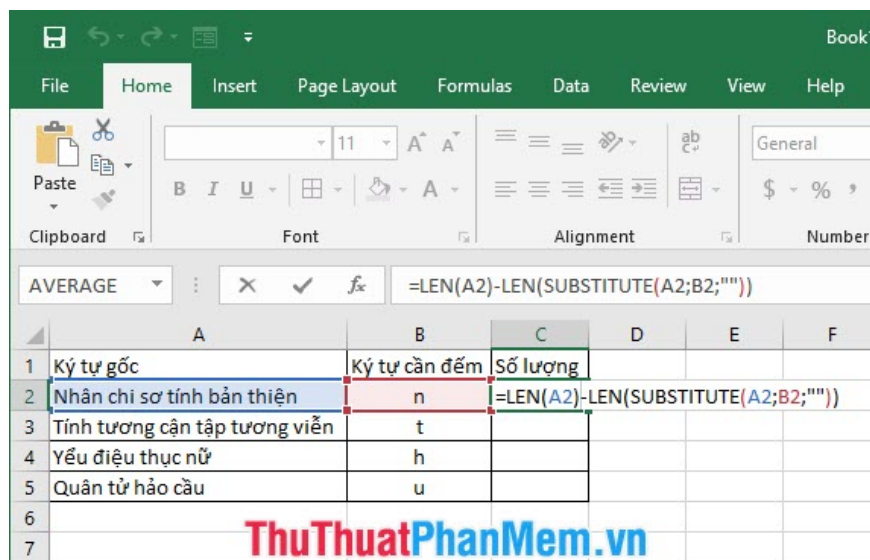 Book
File Home Insert Page Layout Formulas Data Review View Help
11 A A ab General
Paste B I U A $ % ,
Clipboard Font Alignment Number
AVERAGE fx =LEN(A2)-LEN(SUBSTITUTE(A2;B2;""))
A B C D E F
1 Ký tự gốc Ký tự cần đếm Số lượng
2 Nhân chi sơ tính bản thiện n =LEN(A2)-LEN(SUBSTITUTE(A2;B2;""))
3 Tính tương cận tập tương viễn t
4 Yểu điệu thục nữ h
5 Quân tử hảo cầu u
6
7
ThuThuatPhanMem.vn